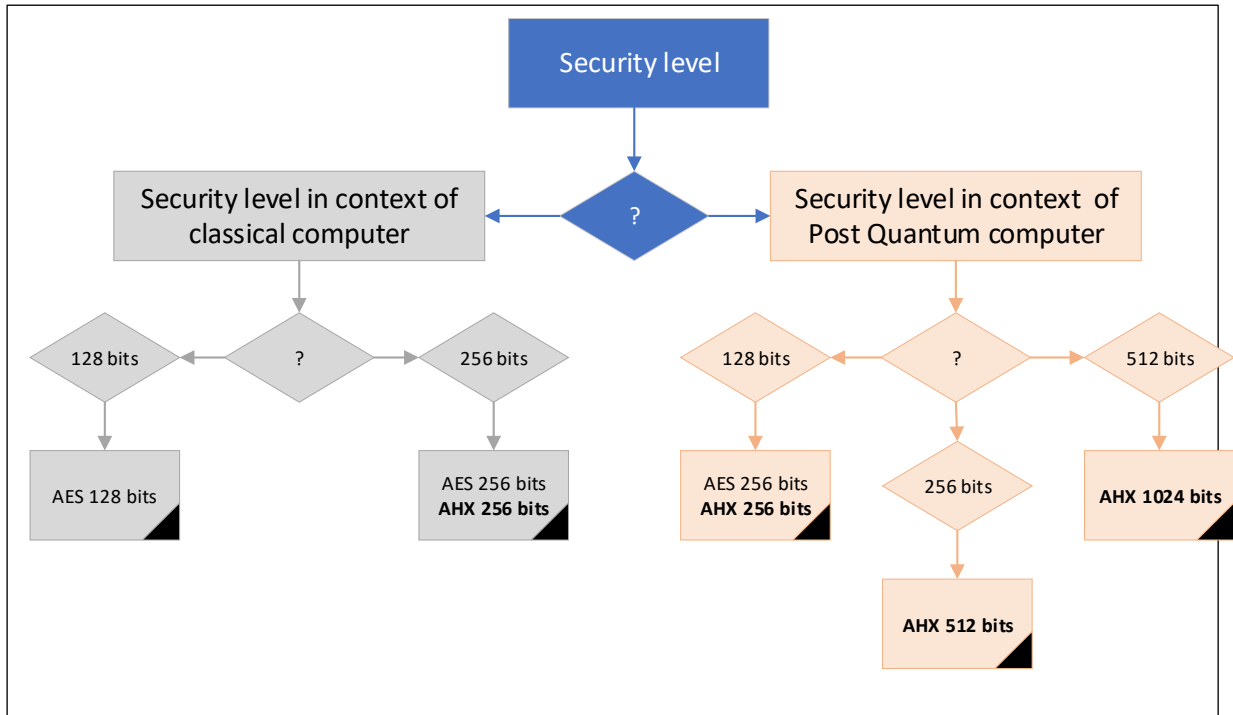 Security level
?
Security level in context of
classical computer
Security level in context of
Post Quantum computer
128 bits
?
256 bits
128 bits
?
512 bits
AES 128 bits
AES 256 bits
AHX 256 bits
AES 256 bits
AHX 256 bits
256 bits
AHX 1024 bits
AHX 512 bits